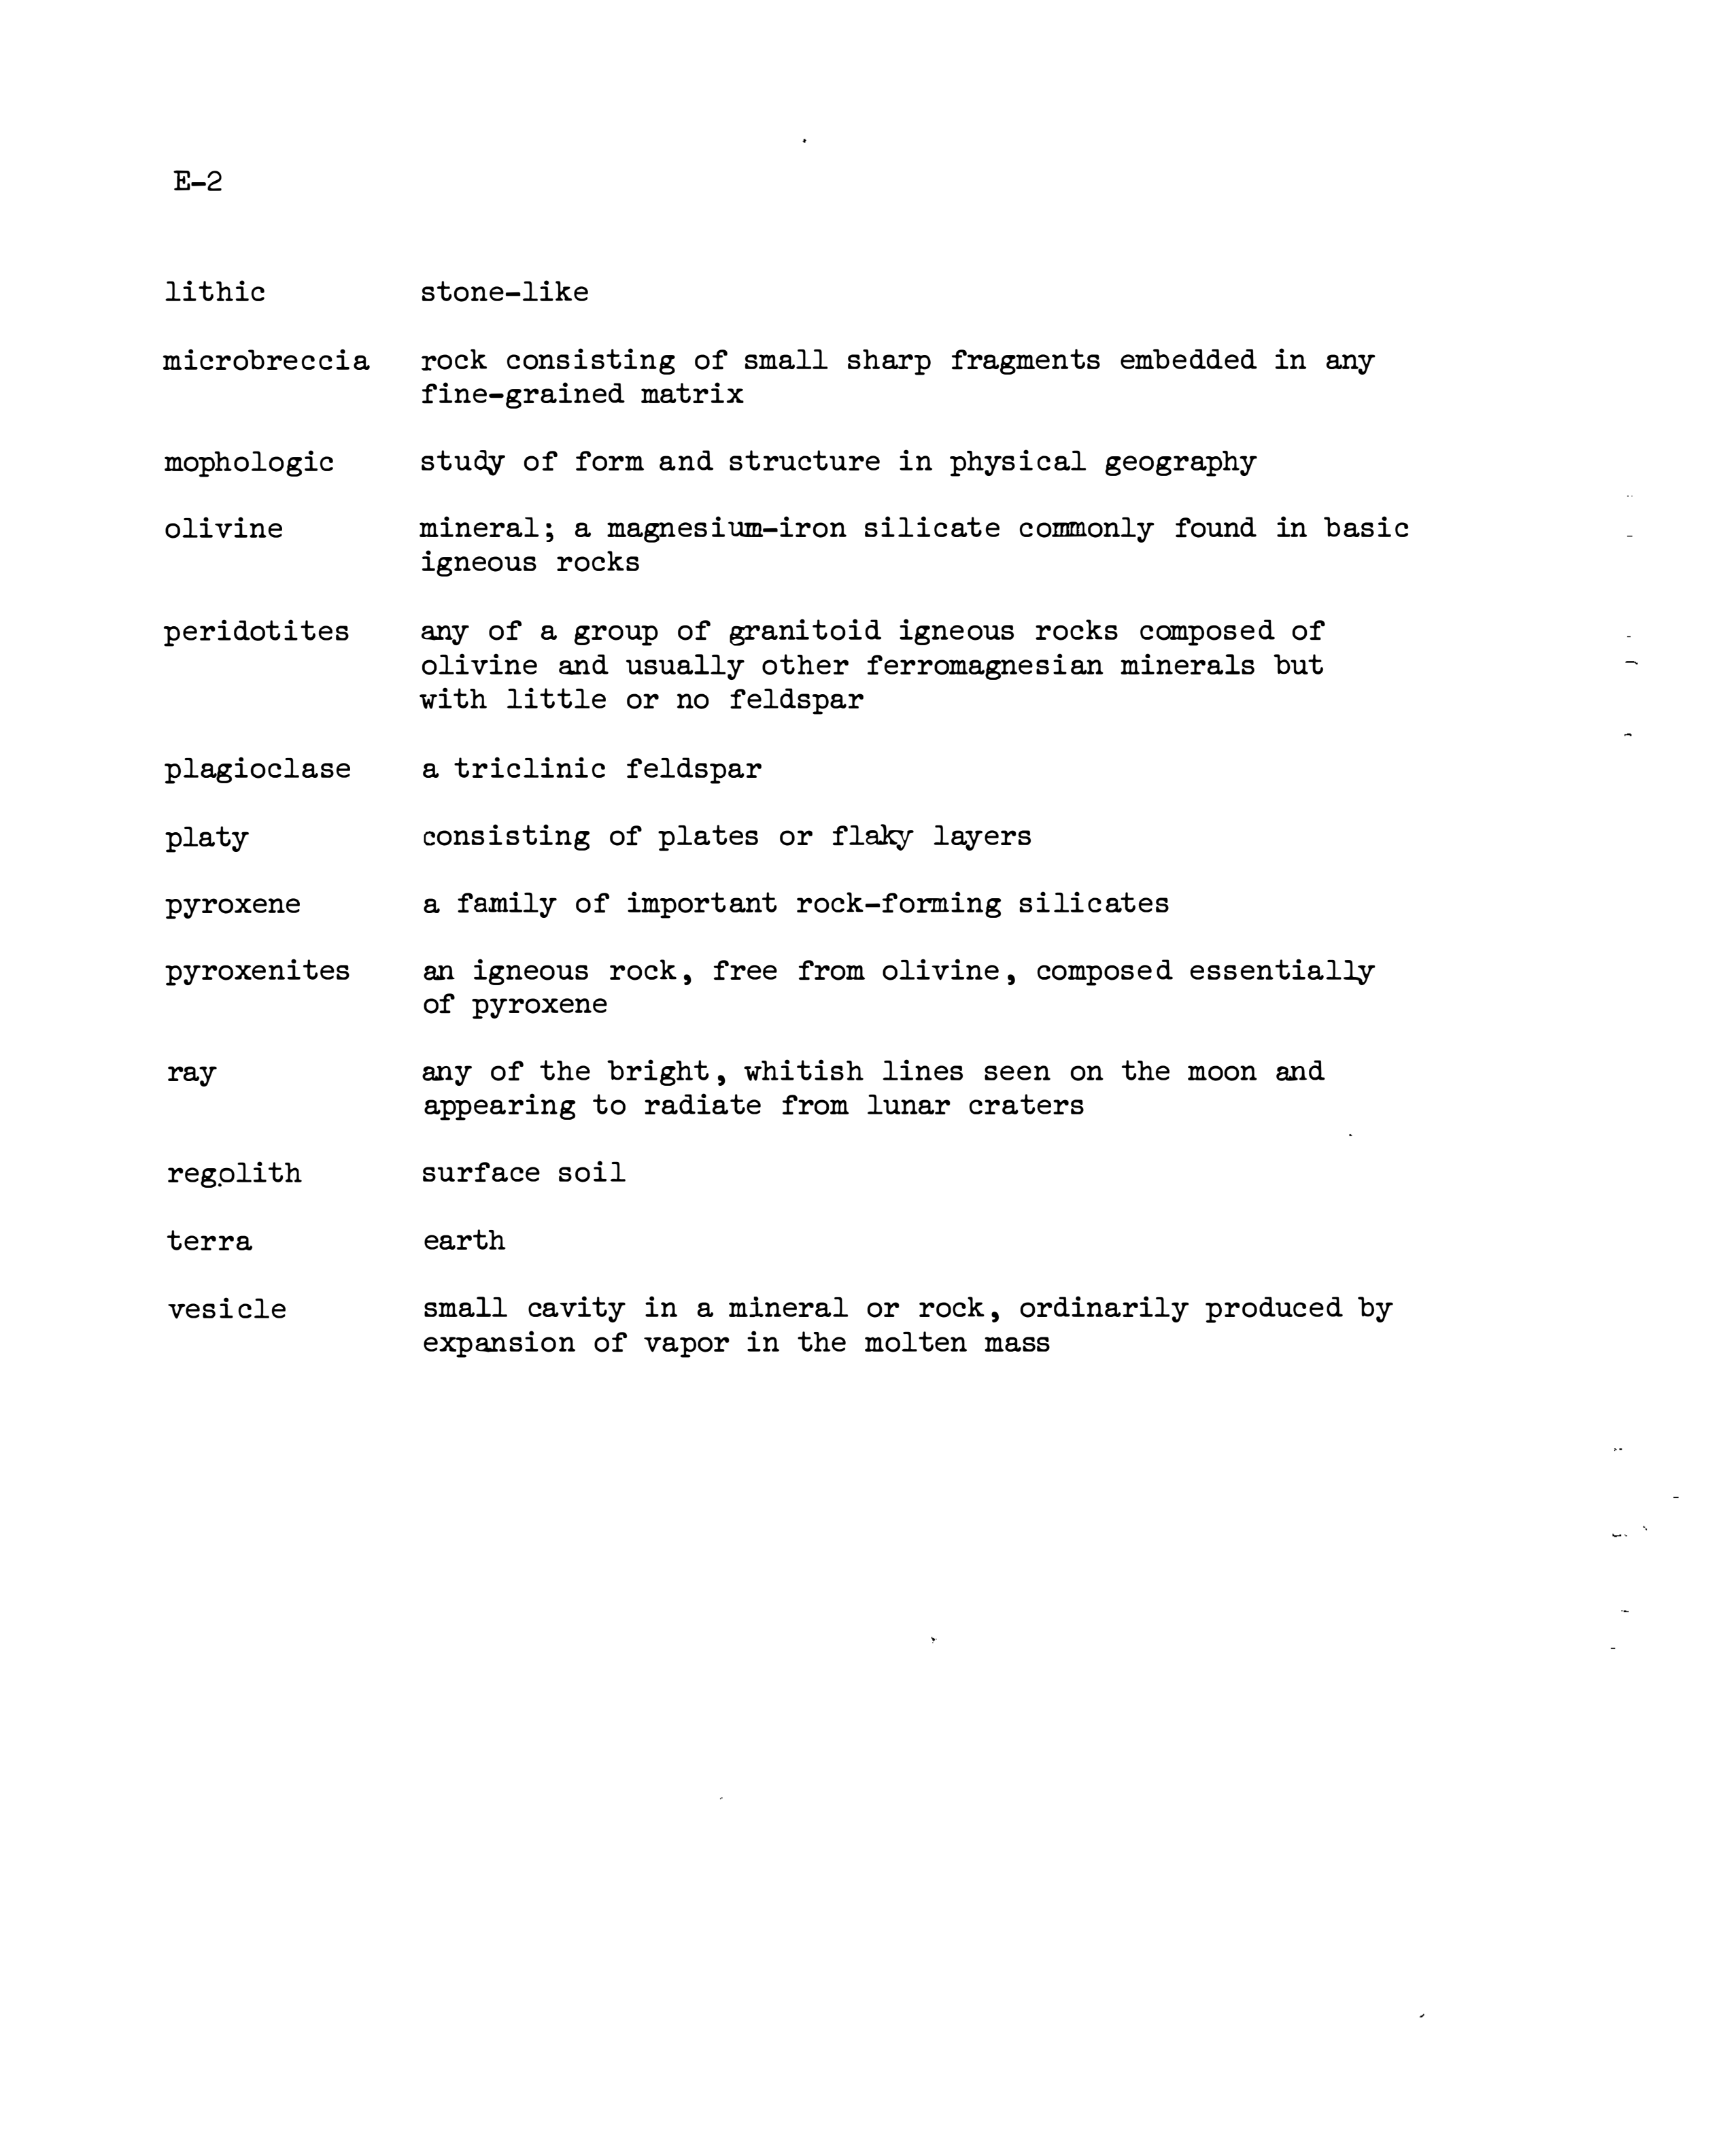 E-2
lithic stone-like
microbreccia rock consisting of small sharp fragments embedded in any
fine-grained matrix
mophologic study of form and structure in physical geography
olivine mineral; a magnesium-iron silicate commonly found in basic
igneous rocks
peridotites any of a group of granitoid igneous rocks composed of
olivine and usually other ferromagnesian minerals but
with little or no feldspar
plagioclase a triclinic feldspar
platy consisting of plates or flaky layers
pyroxene a family of important rock-forming silicates
pyroxenites an igneous rock, free from olivine, composed essentially
of pyroxene
ray any of the bright, whitish lines seen on the moon and
appearing to radiate from lunar craters
regolith surface soil
terra earth
vesicle small cavity in a mineral or rock, ordinarily produced by
expansion of vapor in the molten mass